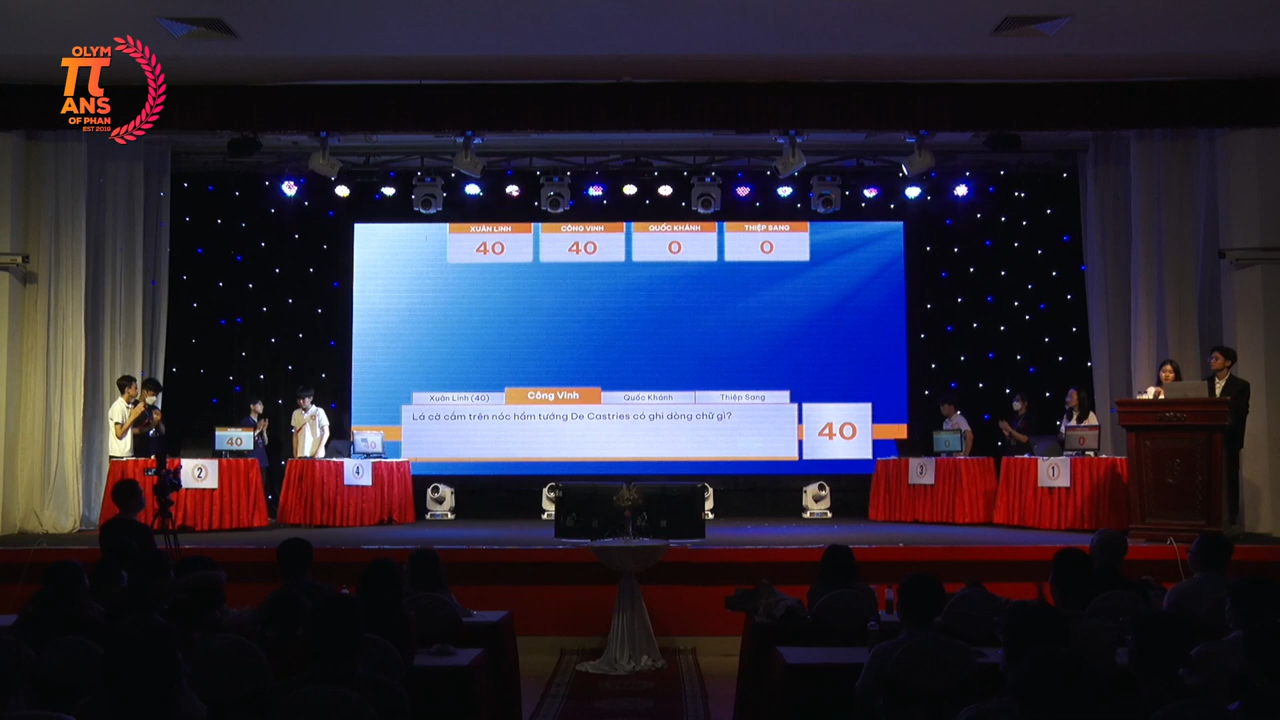 OLYM
π
ANS
OF PHAN
EST 2019
XUÂN LINH
40
CÔNG VINH
40
QUỐC KHÁNH
0
THIỆP SANG
0
Xuân Linh (40)
Công Vinh
Quốc Khánh
Thiệp Sang
Lá cờ cắm trên nóc hầm tướng De Castries có ghi dòng chữ gì?
40
40
0
0
2
4
3
1